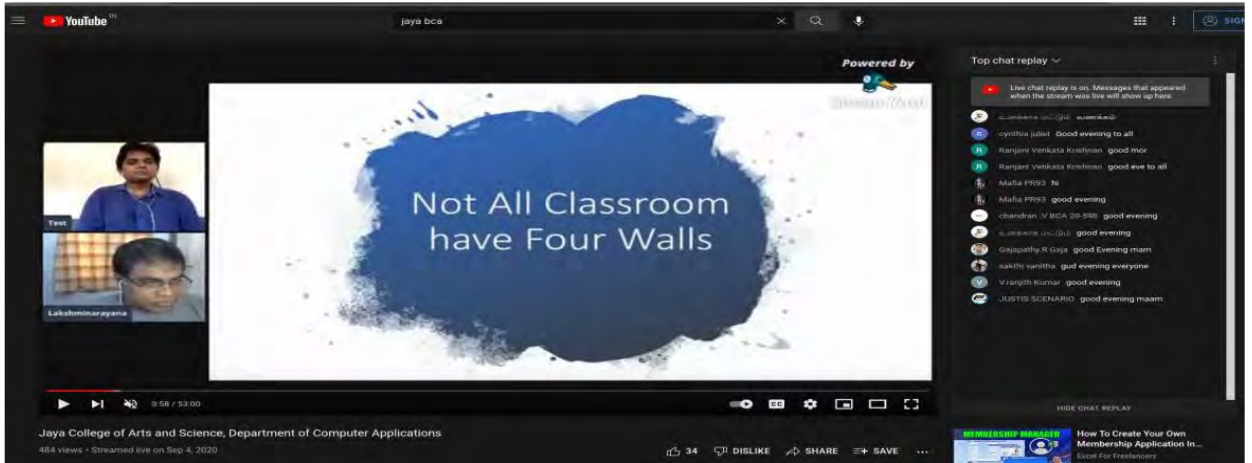 YouTube IN
jaya bca
SIGN
Powered by
StreamYard
Not All Classroom
have Four Walls
Test
Lakshminarayana
3:58 / 53:00
CC
Jaya College of Arts and Science, Department of Computer Applications
484 views • Streamed live on Sep 4, 2020
34 DISLIKE SHARE SAVE
Top chat replay
Live chat replay is on. Messages that appeared
when the stream was live will show up here.
வணக்கம்
cynthia juliet Good evening to all
Ranjani Venkata Krishnan good mor
Ranjani Venkata Krishnan good eve to all
Mafia PR93 hi
Mafia PR93 good evening
chandran .V BCA 20-598 good evening
good evening
Gajapathy.R Gaja good Evening mam
sakthi vanitha gud evening everyone
V.ranjith Kumar good evening
JUSTIS SCENARIO good evening maam
HIDE CHAT REPLAY
MEMBERSHIP MANAGER
How To Create Your Own
Membership Application In...
Excel For Freelancers